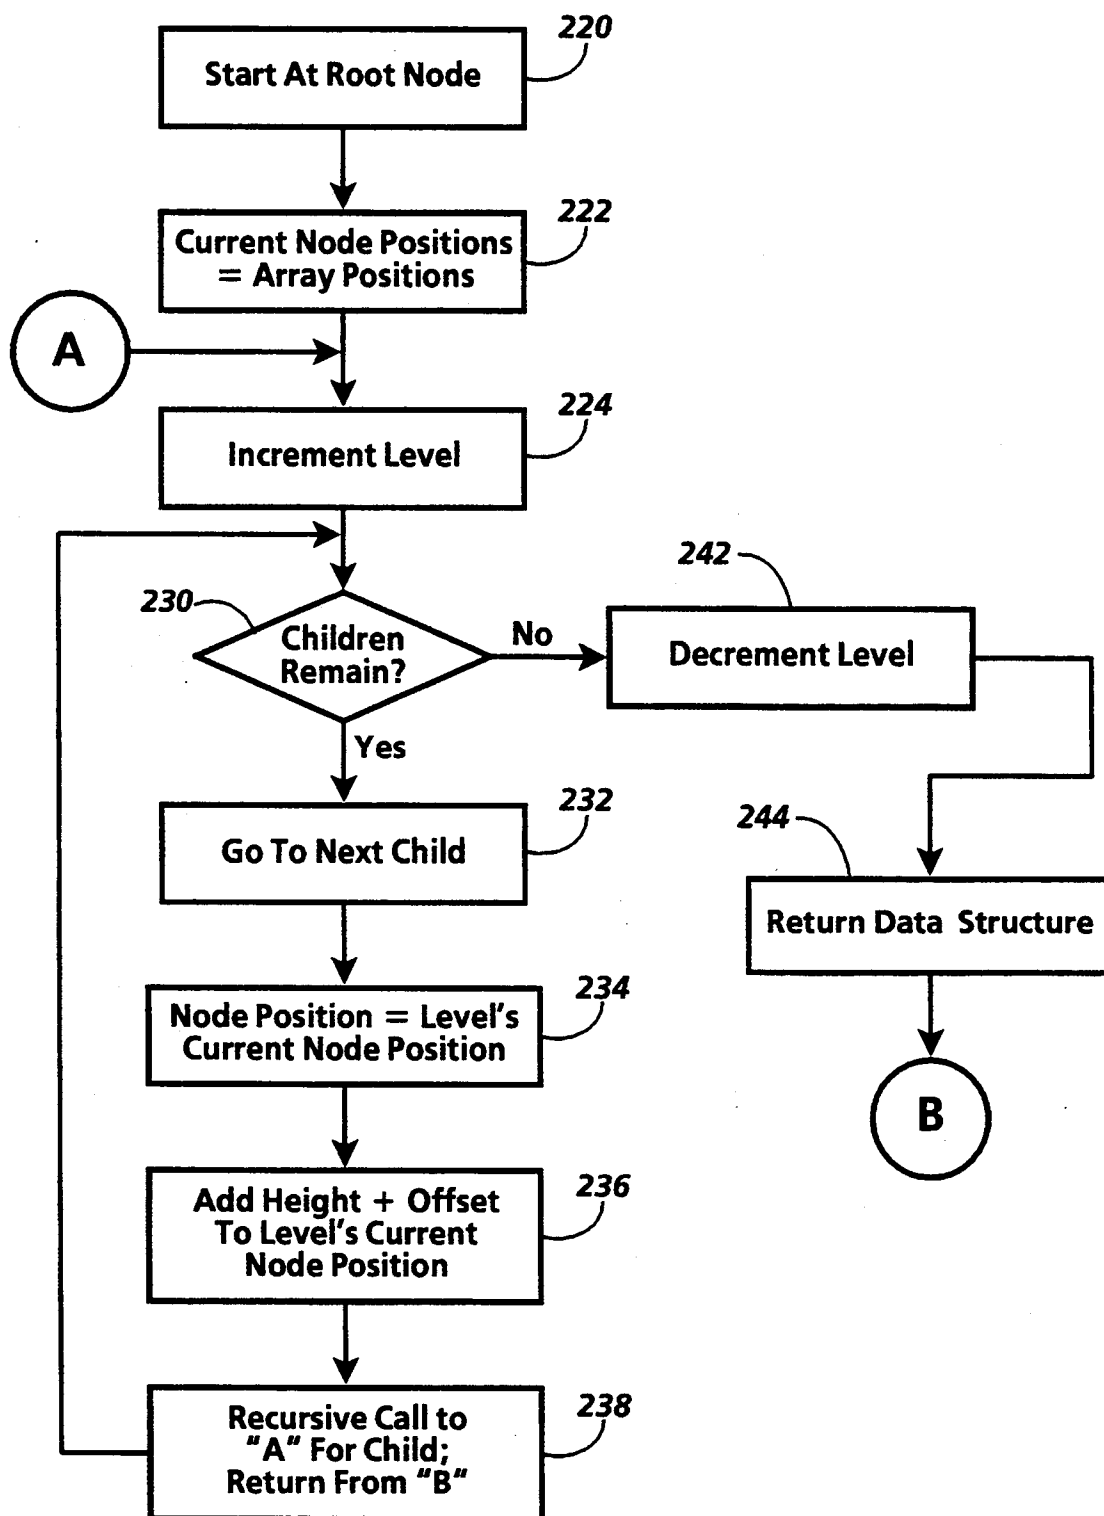 220
Start At Root Node
222
Current Node Positions
= Array Positions
A
224
Increment Level
242
230
Children
Remain?
No
Decrement Level
Yes
232
Go To Next Child
244
Return Data Structure
234
Node Position = Level's
Current Node Position
B
236
Add Height + Offset
To Level's Current
Node Position
238
Recursive Call to
"A" For Child;
Return From "B"